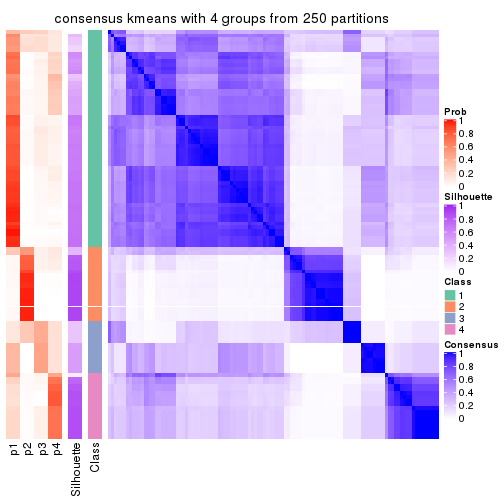 consensus kmeans with 4 groups from 250 partitions
Prob
1
0.8
0.6
0.4
0.2
0
Silhouette
1
0.8
0.6
0.4
0.2
0
Class
1
2
3
4
Consensus
1
0.8
0.6
0.4
0.2
0
p1
p2
p3
p4
Silhouette
Class